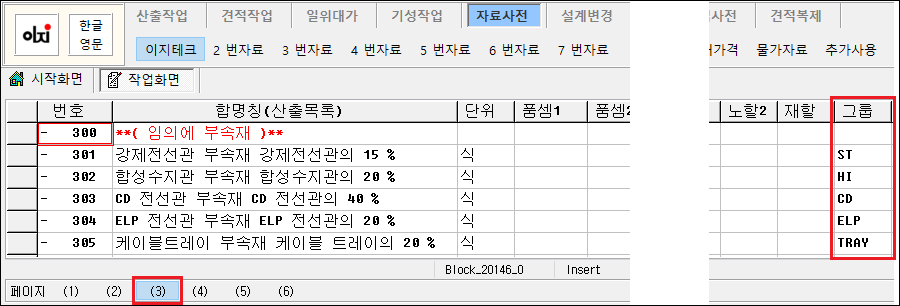 산출작업 견적작업 일위대가 기성작업 자료사전 설계변경 사전 견적복제
이지 한글
영문
이지테크 2 번자료 3 번자료 4 번자료 5 번자료 6 번자료 7 번자료 가격 물가자료 추가사용
시작화면 작업화면
번호 합명칭(산출목록) 단위 품셈1 품셈2 노할2 재할 그룹
- 300 **( 임의에 부속재 )**
- 301 강제전선관 부속재 강제전선관의 15 % 식 ST
- 302 합성수지관 부속재 합성수지관의 20 % 식 HI
- 303 CD 전선관 부속재 CD 전선관의 40 % 식 CD
- 304 ELP 전선관 부속재 ELP 전선관의 20 % 식 ELP
- 305 케이블트레이 부속재 케이블 트레이의 20 % 식 TRAY
Block_20146_0 Insert
페이지 (1) (2) (3) (4) (5) (6)